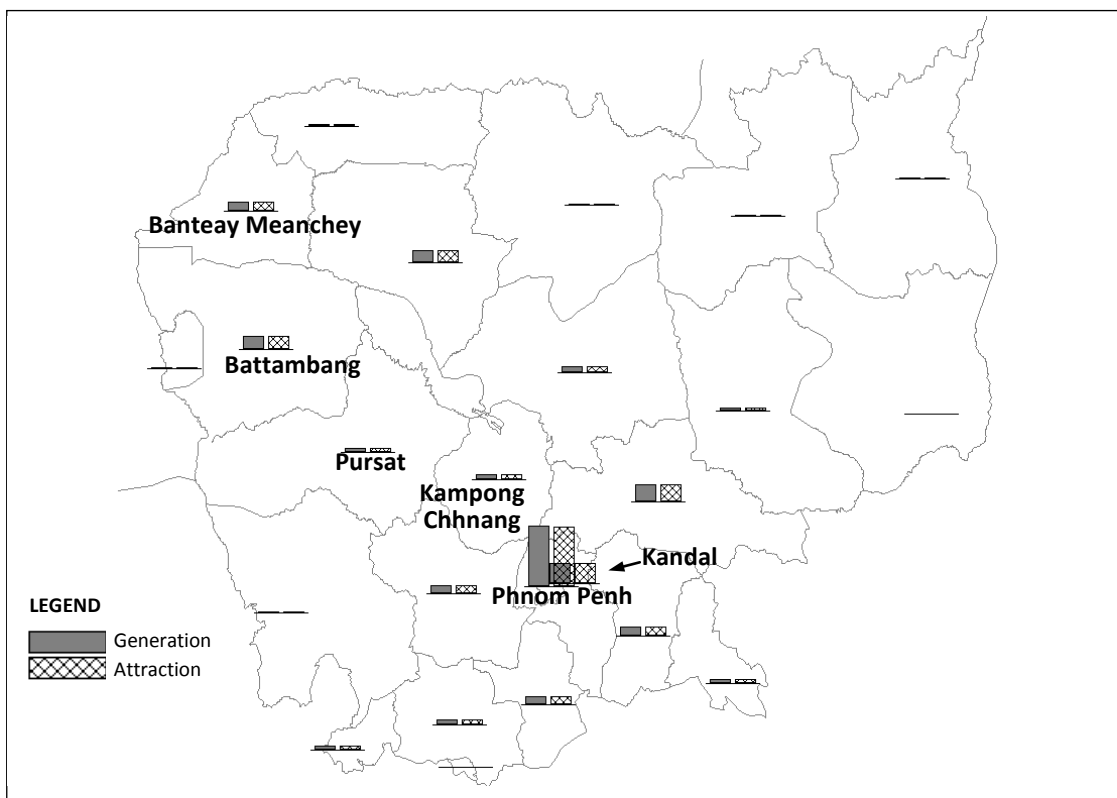 Banteay Meanchey
Battambang
Pursat
Kampong
Chhnang
Kandal
Phnom Penh
LEGEND
Generation
Attraction